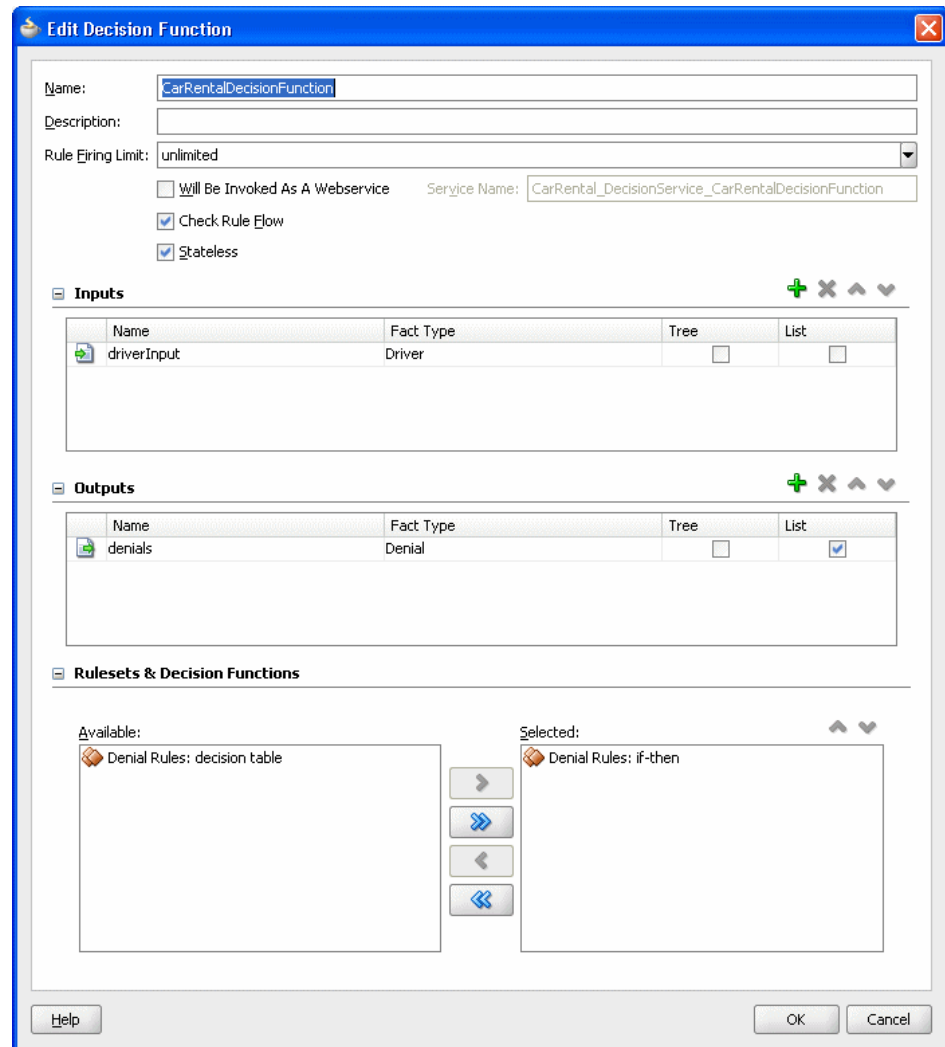 Edit Decision Function
Name: CarRentalDecisionFunction
Description:
Rule Firing Limit: unlimited
Will Be Invoked As A Webservice Service Name: CarRental_DecisionService_CarRentalDecisionFunction
Check Rule Flow
Stateless
Inputs
Name Fact Type Tree List
driverInput Driver
Outputs
Name Fact Type Tree List
denials Denial
Rulesets & Decision Functions
Available: Selected:
Denial Rules: decision table Denial Rules: if-then
Help OK Cancel